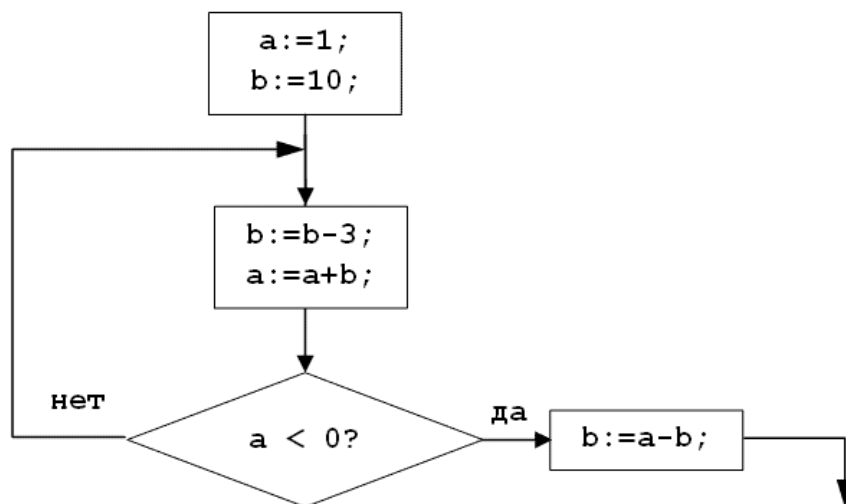 a:=1;
b:=10;
b:=b-3;
a:=a+b;
нет
a < 0?
да
b:=a-b;